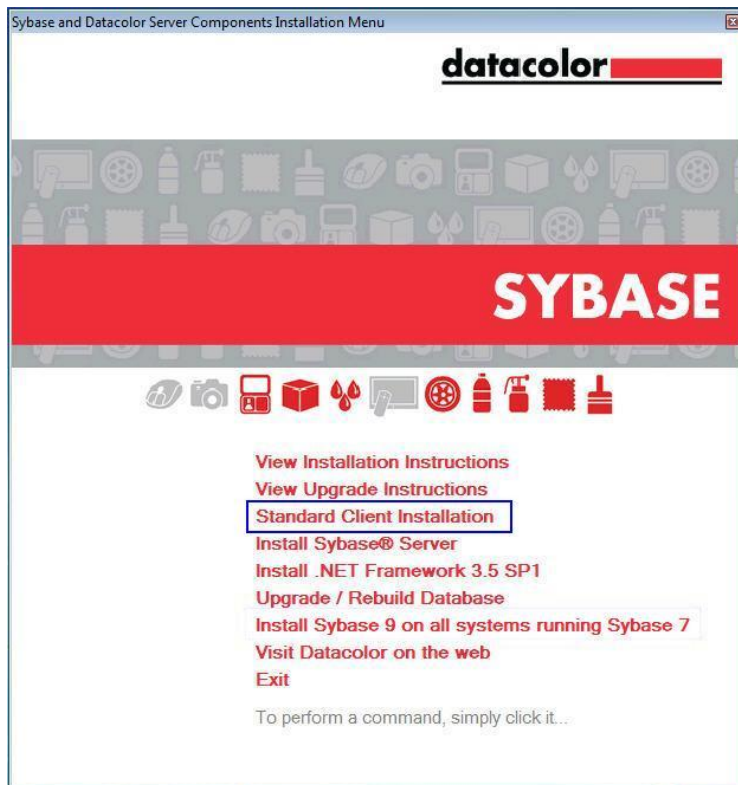 Sybase and Datacolor Server Components Installation Menu
datacolor
SYBASE
View Installation Instructions
View Upgrade Instructions
Standard Client Installation
Install Sybase® Server
Install .NET Framework 3.5 SP1
Upgrade / Rebuild Database
Install Sybase 9 on all systems running Sybase 7
Visit Datacolor on the web
Exit
To perform a command, simply click it...